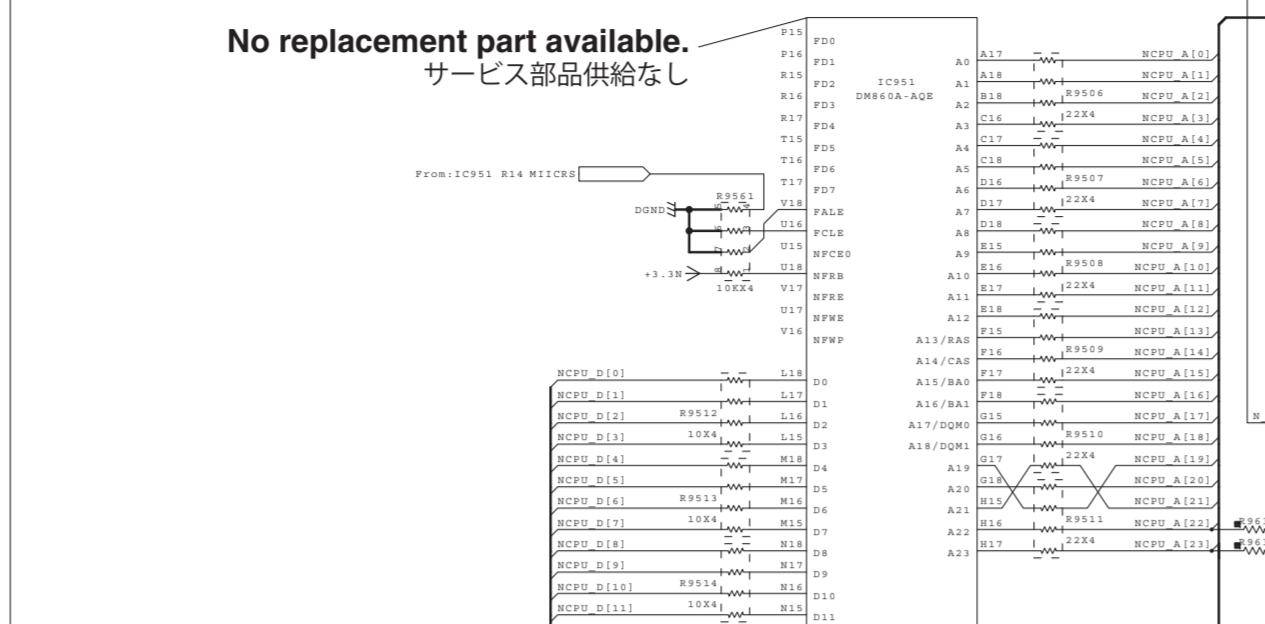 No replacement part available.
サービス部品供給なし
From:IC951 R14 MIICRS
DGND
R9561
5 4
6 3
7 2
8 1
+3.3N
10KX4
IC951
DM860A-AQE
P15 FD0
P16 FD1
R15 FD2
R16 FD3
R17 FD4
T15 FD5
T16 FD6
T17 FD7
V18 FALE
U16 FCLE
U15 NFCE0
U18 NFRB
V17 NFRE
U17 NFWE
V16 NFWP
NCPU_D[0] L18 D0
NCPU_D[1] L17 D1
NCPU_D[2] R9512 L16 D2
NCPU_D[3] 10X4 L15 D3
NCPU_D[4] M18 D4
NCPU_D[5] M17 D5
NCPU_D[6] R9513 M16 D6
NCPU_D[7] 10X4 M15 D7
NCPU_D[8] N18 D8
NCPU_D[9] N17 D9
NCPU_D[10] R9514 N16 D10
NCPU_D[11] 10X4 N15 D11
A0 A17 NCPU_A[0]
A1 A18 NCPU_A[1]
A2 B18 R9506 NCPU_A[2]
A3 C16 22X4 NCPU_A[3]
A4 C17 NCPU_A[4]
A5 C18 NCPU_A[5]
A6 D16 R9507 NCPU_A[6]
A7 D17 22X4 NCPU_A[7]
A8 D18 NCPU_A[8]
A9 E15 NCPU_A[9]
A10 E16 R9508 NCPU_A[10]
A11 E17 22X4 NCPU_A[11]
A12 E18 NCPU_A[12]
A13/RAS F15 NCPU_A[13]
A14/CAS F16 R9509 NCPU_A[14]
A15/BA0 F17 22X4 NCPU_A[15]
A16/BA1 F18 NCPU_A[16]
A17/DQM0 G15 NCPU_A[17]
A18/DQM1 G16 R9510 NCPU_A[18]
A19 G17 22X4 NCPU_A[19]
A20 G18 NCPU_A[20]
A21 H15 NCPU_A[21]
A22 H16 R9511 NCPU_A[22]
A23 H17 22X4 NCPU_A[23]